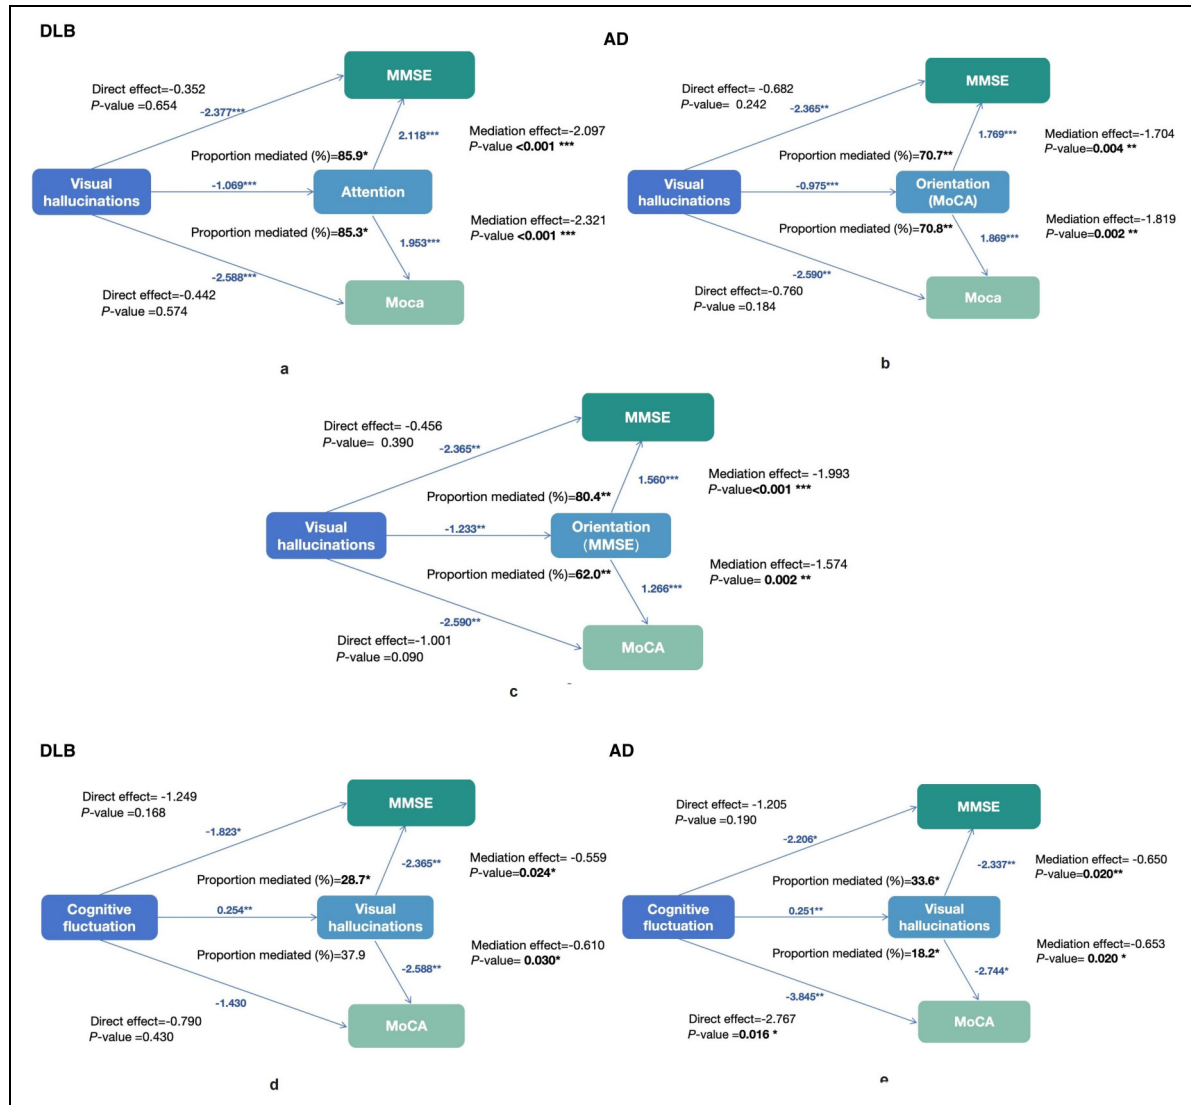 DLB
MMSE
Direct effect=-0.352
P-value =0.654
-2.377***
2.118***
Mediation effect=-2.097
P-value <0.001 ***
Proportion mediated (%)=85.9*
Visual
hallucinations
-1.069***
Attention
Proportion mediated (%)=85.3*
Mediation effect=-2.321
P-value <0.001 ***
1.953***
-2.588***
Direct effect=-0.442
P-value =0.574
Moca
a
AD
MMSE
Direct effect=-0.682
P-value= 0.242
-2.365**
1.769***
Mediation effect=-1.704
P-value=0.004 **
Proportion mediated (%)=70.7**
Visual
hallucinations
-0.975***
Orientation
(MoCA)
Proportion mediated (%)=70.8**
Mediation effect=-1.819
P-value=0.002 **
1.869***
-2.590**
Direct effect=-0.760
P-value =0.184
Moca
b
MMSE
Direct effect= -0.456
P-value= 0.390
-2.365**
1.560***
Mediation effect= -1.993
P-value<0.001 ***
Proportion mediated (%)=80.4**
Visual
hallucinations
-1.233**
Orientation
(MMSE)
Proportion mediated (%)=62.0**
Mediation effect=-1.574
P-value= 0.002 **
1.266***
-2.590**
Direct effect=-1.001
P-value =0.090
MoCA
c
DLB
MMSE
Direct effect= -1.249
P-value =0.168
-1.823*
-2.365**
Mediation effect= -0.559
P-value=0.024*
Proportion mediated (%)=28.7*
Cognitive
fluctuation
0.254**
Visual
hallucinations
Proportion mediated (%)=37.9
Mediation effect=-0.610
P-value= 0.030*
-2.588**
-1.430
Direct effect=-0.790
P-value =0.430
MoCA
d
AD
MMSE
Direct effect= -1.205
P-value =0.190
-2.206*
-2.337**
Mediation effect= -0.650
P-value=0.020**
Proportion mediated (%)=33.6*
Cognitive
fluctuation
0.251**
Visual
hallucinations
Proportion mediated (%)=18.2*
Mediation effect=-0.653
P-value= 0.020 *
-2.744*
-3.845**
Direct effect=-2.767
P-value =0.016 *
MoCA
e